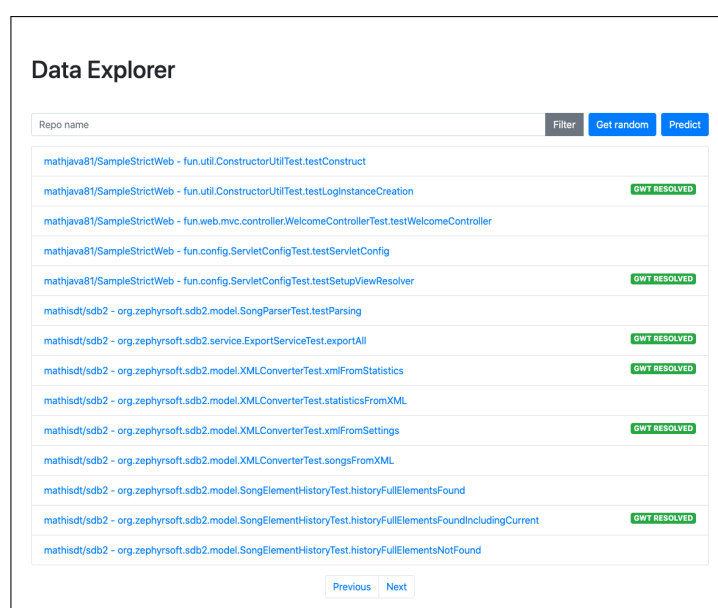 Data Explorer
Repo name Filter Get random Predict
mathjava81/SampleStrictWeb - fun.util.ConstructorUtilTest.testConstruct
mathjava81/SampleStrictWeb - fun.util.ConstructorUtilTest.testLogInstanceCreation GWT RESOLVED
mathjava81/SampleStrictWeb - fun.web.mvc.controller.WelcomeControllerTest.testWelcomeController
mathjava81/SampleStrictWeb - fun.config.ServletConfigTest.testServletConfig
mathjava81/SampleStrictWeb - fun.config.ServletConfigTest.testSetupViewResolver GWT RESOLVED
mathisdt/sdb2 - org.zephyrsoft.sdb2.model.SongParserTest.testParsing
mathisdt/sdb2 - org.zephyrsoft.sdb2.service.ExportServiceTest.exportAll GWT RESOLVED
mathisdt/sdb2 - org.zephyrsoft.sdb2.model.XMLConverterTest.xmlFromStatistics GWT RESOLVED
mathisdt/sdb2 - org.zephyrsoft.sdb2.model.XMLConverterTest.statisticsFromXML
mathisdt/sdb2 - org.zephyrsoft.sdb2.model.XMLConverterTest.xmlFromSettings GWT RESOLVED
mathisdt/sdb2 - org.zephyrsoft.sdb2.model.XMLConverterTest.songsFromXML
mathisdt/sdb2 - org.zephyrsoft.sdb2.model.SongElementHistoryTest.historyFullElementsFound
mathisdt/sdb2 - org.zephyrsoft.sdb2.model.SongElementHistoryTest.historyFullElementsFoundIncludingCurrent GWT RESOLVED
mathisdt/sdb2 - org.zephyrsoft.sdb2.model.SongElementHistoryTest.historyFullElementsNotFound
Previous Next